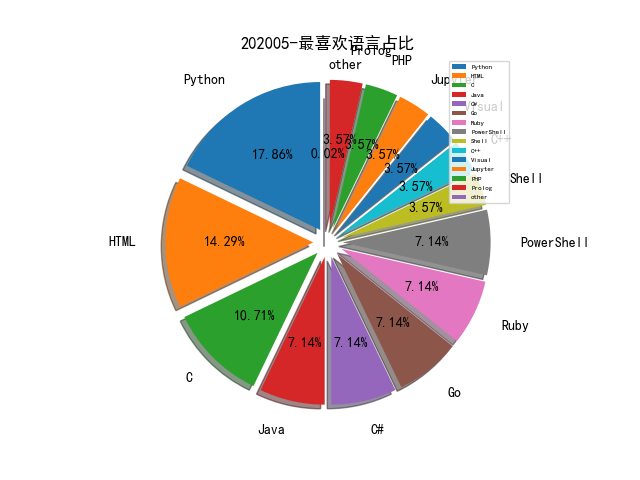 202005-最喜欢语言占比
Python
HTML
C
Java
C#
Go
Ruby
PowerShell
Shell
C++
Visual
Jupyter
PHP
Prolog
other
17.86%
14.29%
10.71%
7.14%
7.14%
7.14%
7.14%
7.14%
3.57%
3.57%
3.57%
3.57%
3.57%
3.57%
0.02%
Python
HTML
C
Java
C#
Go
Ruby
PowerShell
Shell
C++
Visual
Jupyter
PHP
Prolog
other